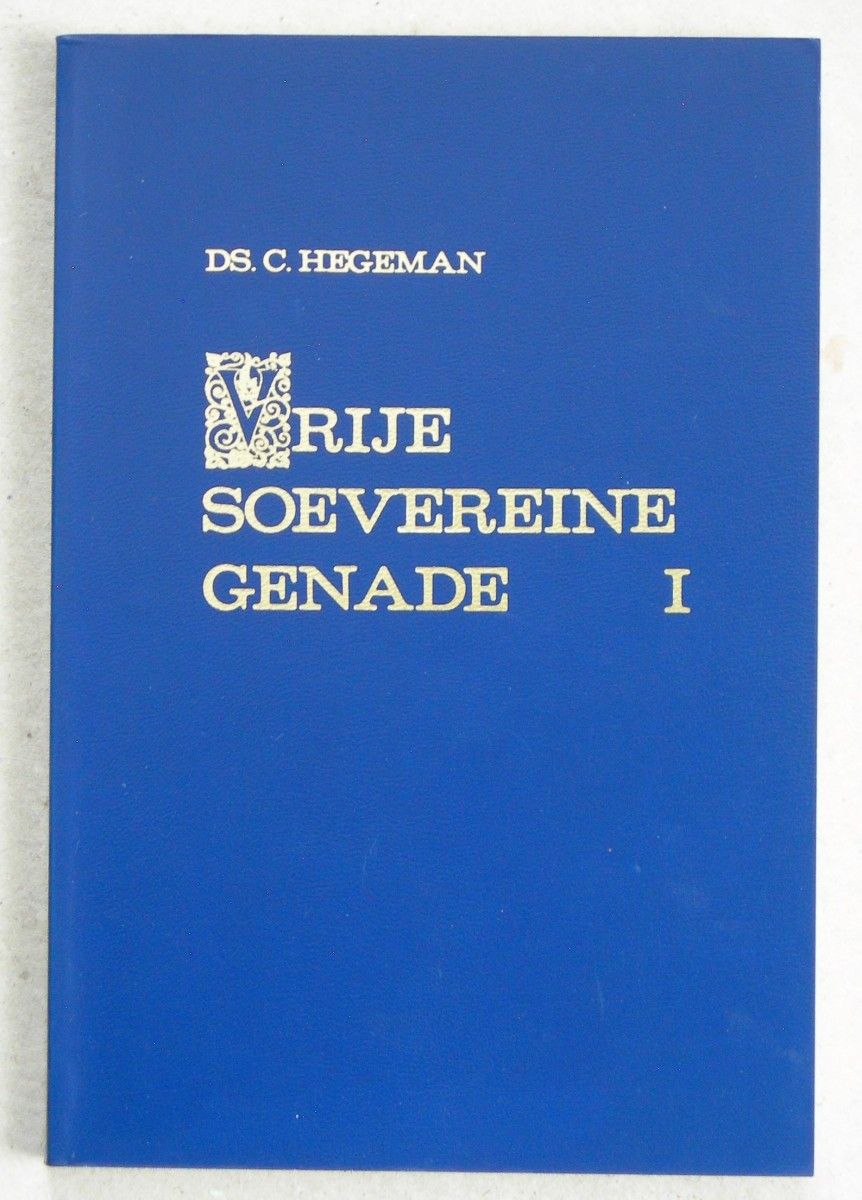 DS. C. HEGEMAN
VRIJE
SOEVEREINE
GENADE I